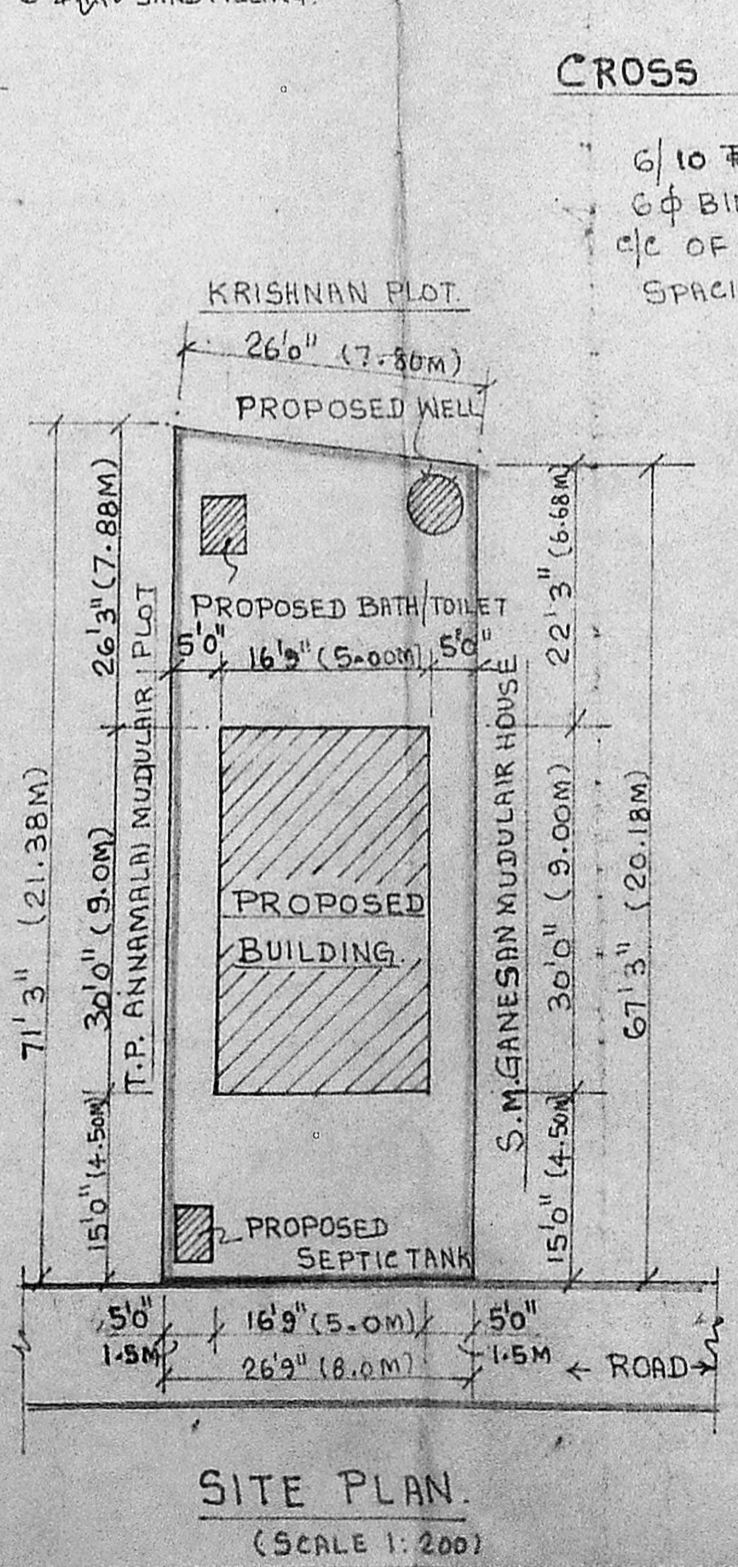 CROSS
6/10
6φ
c/c OF
KRISHNAN PLOT.
26'0" (7.80M)
PROPOSED WELL
PROPOSED BATH/TOILET
5'0"
16'9" (5.00M)
5'0"
71'3" (21.38M)
26'3" (7.88M)
30'0" (9.0M)
15'0" (4.50M)
T.P. ANNAMALAI MUDULAIR PLOT
PROPOSED
BUILDING.
S.M.GANESAN MUDULAIR HOUSE
22'3" (6.68M)
30'0" (9.00M)
15'0" (4.50M)
67'3" (20.18M)
PROPOSED
SEPTIC TANK
5'0"
16'9" (5.0M)
5'0"
1.5M
26'9" (8.0M)
1.5M
← ROAD→
SITE PLAN.
(SCALE 1:200)